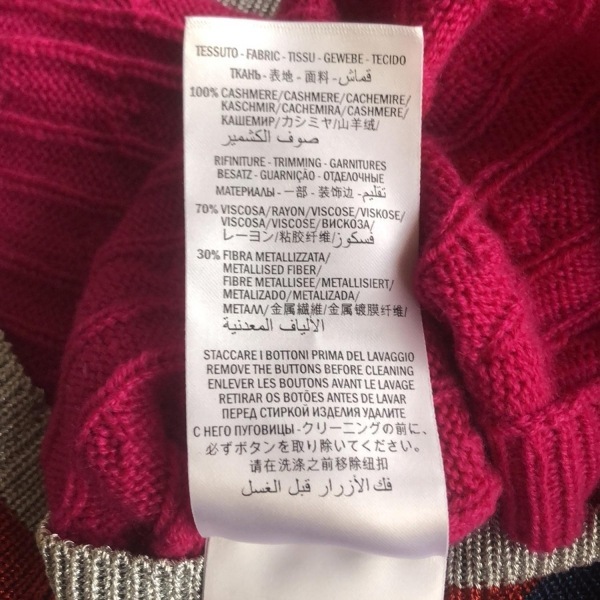 TESSUTO - FABRIC - TISSU - GEWEBE - TECIDO
ТКАНЬ - 表地 - 面料 - قماش
100% CASHMERE/CASHMERE/CACHEMIRE/
KASCHMIR/CACHEMIRA/CASHMERE/
КАШЕМИР/カシミヤ/山羊绒/
صوف الكشمير
RIFINITURE - TRIMMING - GARNITURES
BESATZ - GUARNIÇÃO - ОТДЕЛОЧНЫЕ
МАТЕРИАЛЫ - 一部 - 装饰边 - تقليم
70% VISCOSA/RAYON/VISCOSE/VISKOSE/
VISCOSA/VISCOSE/ВИСКОЗА/
レーヨン/粘胶纤维/فسكوز
30% FIBRA METALLIZZATA/
METALLISED FIBER/
FIBRE METALLISEE/METALLISIERT/
METALIZADO/METALIZADA/
МЕТАЛЛ/金属繊維/金属镀膜纤维/
الألياف المعدنية
STACCARE I BOTTONI PRIMA DEL LAVAGGIO
REMOVE THE BUTTONS BEFORE CLEANING
ENLEVER LES BOUTONS AVANT LE LAVAGE
RETIRAR OS BOTÕES ANTES DE LAVAR
ПЕРЕД СТИРКОЙ ИЗДЕЛИЯ УДАЛИТЕ
С НЕГО ПУГОВИЦЫ - クリーニングの前に、
必ずボタンを取り除いてください。
请在洗涤之前移除纽扣
فك الأزرار قبل الغسل